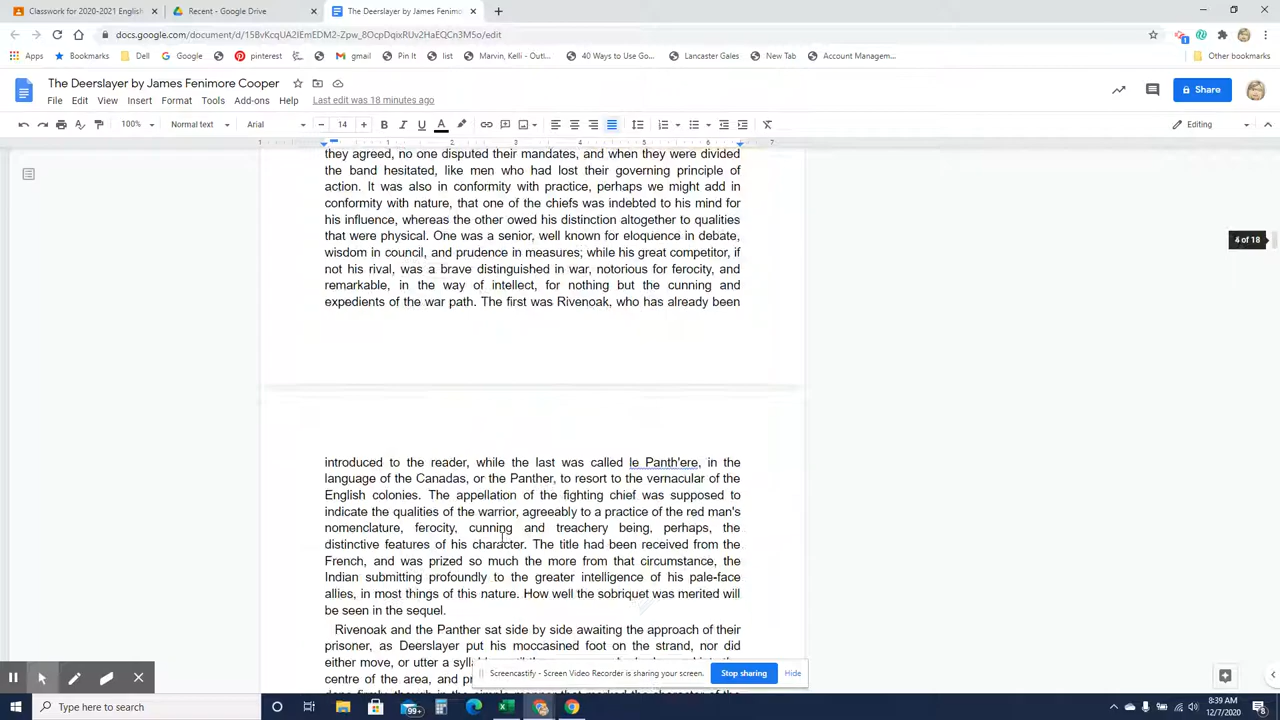 Classwork for 2020-2021 English
Recent - Google Drive
The Deerslayer by James Fenimo
docs.google.com/document/d/
/edit
Apps
Bookmarks
Dell
Google
pinterest
gmail
Pin It
list
Marvin, Kelli - Outl...
40 Ways to Use Go...
Lancaster Gales
New Tab
Account Managem...
Other bookmarks
The Deerslayer by James Fenimore Cooper
File Edit View Insert Format Tools Add-ons Help Last edit was 18 minutes ago
Share
100% Normal text Arial 14 B I U A Editing
1 1 2 3 4 5 6 7
they agreed, no one disputed their mandates, and when they were divided
the band hesitated, like men who had lost their governing principle of
action. It was also in conformity with practice, perhaps we might add in
conformity with nature, that one of the chiefs was indebted to his mind for
his influence, whereas the other owed his distinction altogether to qualities
that were physical. One was a senior, well known for eloquence in debate,
wisdom in council, and prudence in measures; while his great competitor, if
not his rival, was a brave distinguished in war, notorious for ferocity, and
remarkable, in the way of intellect, for nothing but the cunning and
expedients of the war path. The first was Rivenoak, who has already been
4 of 18
introduced to the reader, while the last was called le Panth'ere, in the
language of the Canadas, or the Panther, to resort to the vernacular of the
English colonies. The appellation of the fighting chief was supposed to
indicate the qualities of the warrior, agreeably to a practice of the red man's
nomenclature, ferocity, cunning and treachery being, perhaps, the
distinctive features of his character. The title had been received from the
French, and was prized so much the more from that circumstance, the
Indian submitting profoundly to the greater intelligence of his pale-face
allies, in most things of this nature. How well the sobriquet was merited will
be seen in the sequel.
Rivenoak and the Panther sat side by side awaiting the approach of their
prisoner, as Deerslayer put his moccasined foot on the strand, nor did
either move, or utter a
centre of the area, and
Screencastify - Screen Video Recorder is sharing your screen.
Stop sharing
Hide
Type here to search
99+
8:39 AM
12/7/2020
8